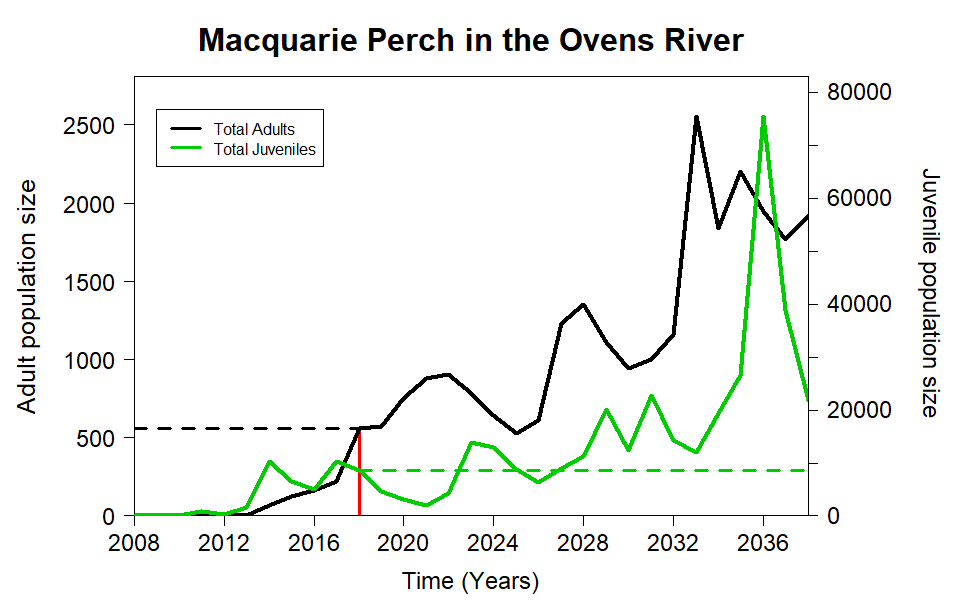 Macquarie Perch in the Ovens River
Total Adults
Total Juveniles
Adult population size
2500
2000
1500
1000
500
0
Juvenile population size
80000
60000
40000
20000
0
2008 2012 2016 2020 2024 2028 2032 2036
Time (Years)